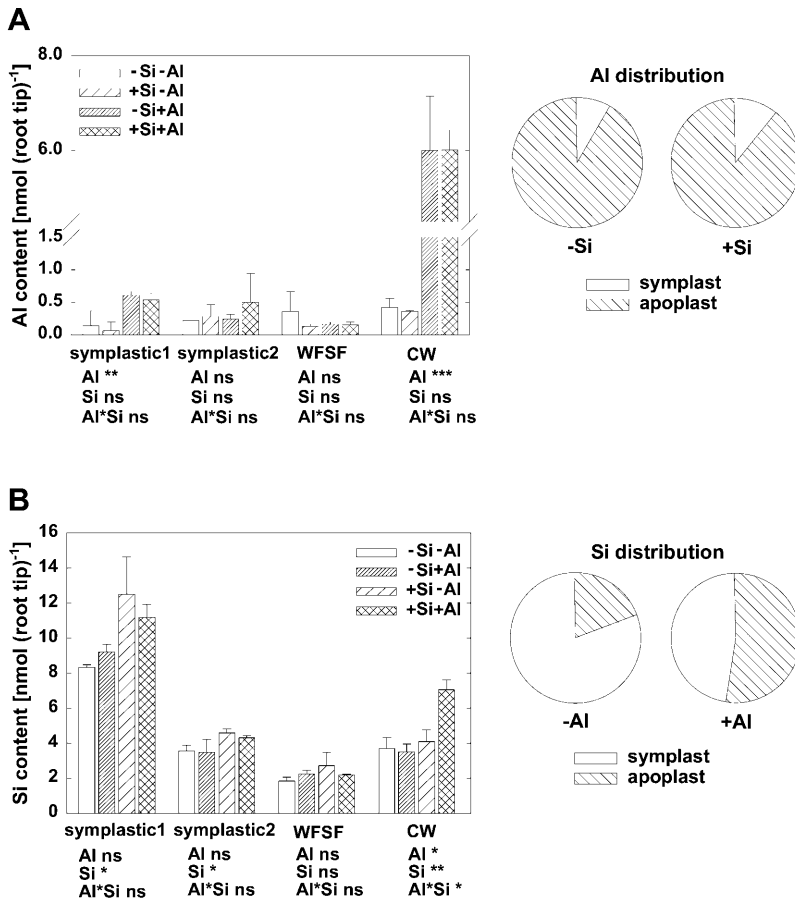 A
8.0
6.0
1.5
1.0
0.5
0.0
Al content [nmol (root tip)-1]
-Si -Al
+Si -Al
-Si+Al
+Si+Al
symplastic1 symplastic2 WFSF CW
Al ** Al ns Al ns Al ***
Si ns Si ns Si ns Si ns
Al*Si ns Al*Si ns Al*Si ns Al*Si ns
Al distribution
-Si +Si
symplast
apoplast
B
16
14
12
10
8
6
4
2
0
Si content [nmol (root tip)-1]
-Si -Al
-Si+Al
+Si -Al
+Si+Al
symplastic1 symplastic2 WFSF CW
Al ns Al ns Al ns Al *
Si * Si * Si ns Si **
Al*Si ns Al*Si ns Al*Si ns Al*Si *
Si distribution
-Al +Al
symplast
apoplast